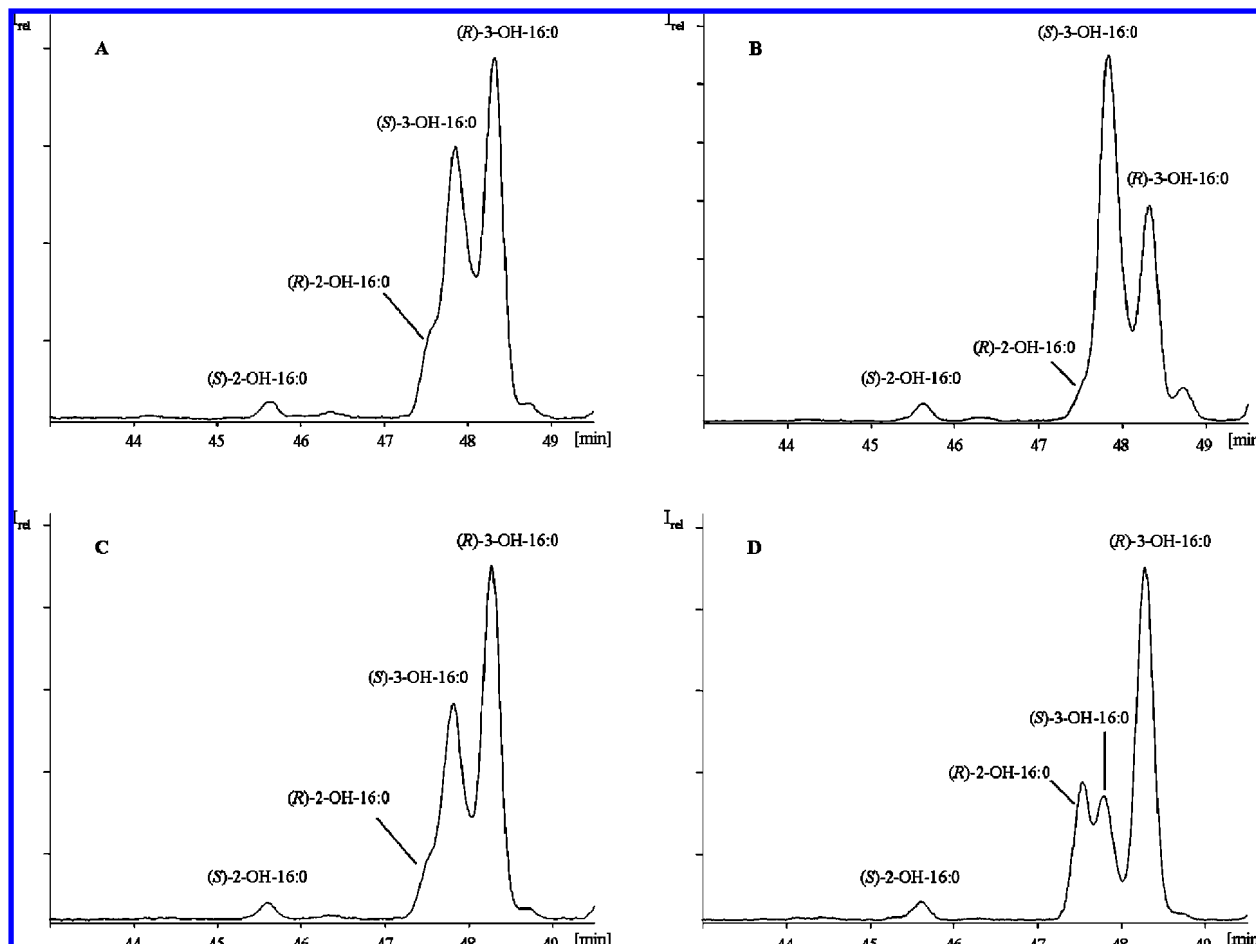 Irel
A
(R)-3-OH-16:0
(S)-3-OH-16:0
(R)-2-OH-16:0
(S)-2-OH-16:0
44 45 46 47 48 49 [min]
Irel
B
(S)-3-OH-16:0
(R)-3-OH-16:0
(R)-2-OH-16:0
(S)-2-OH-16:0
44 45 46 47 48 49 [min
Irel
C
(R)-3-OH-16:0
(S)-3-OH-16:0
(R)-2-OH-16:0
(S)-2-OH-16:0
44 45 46 47 48 49 [min]
Irel
D
(R)-3-OH-16:0
(S)-3-OH-16:0
(R)-2-OH-16:0
(S)-2-OH-16:0
44 45 46 47 48 49 [min